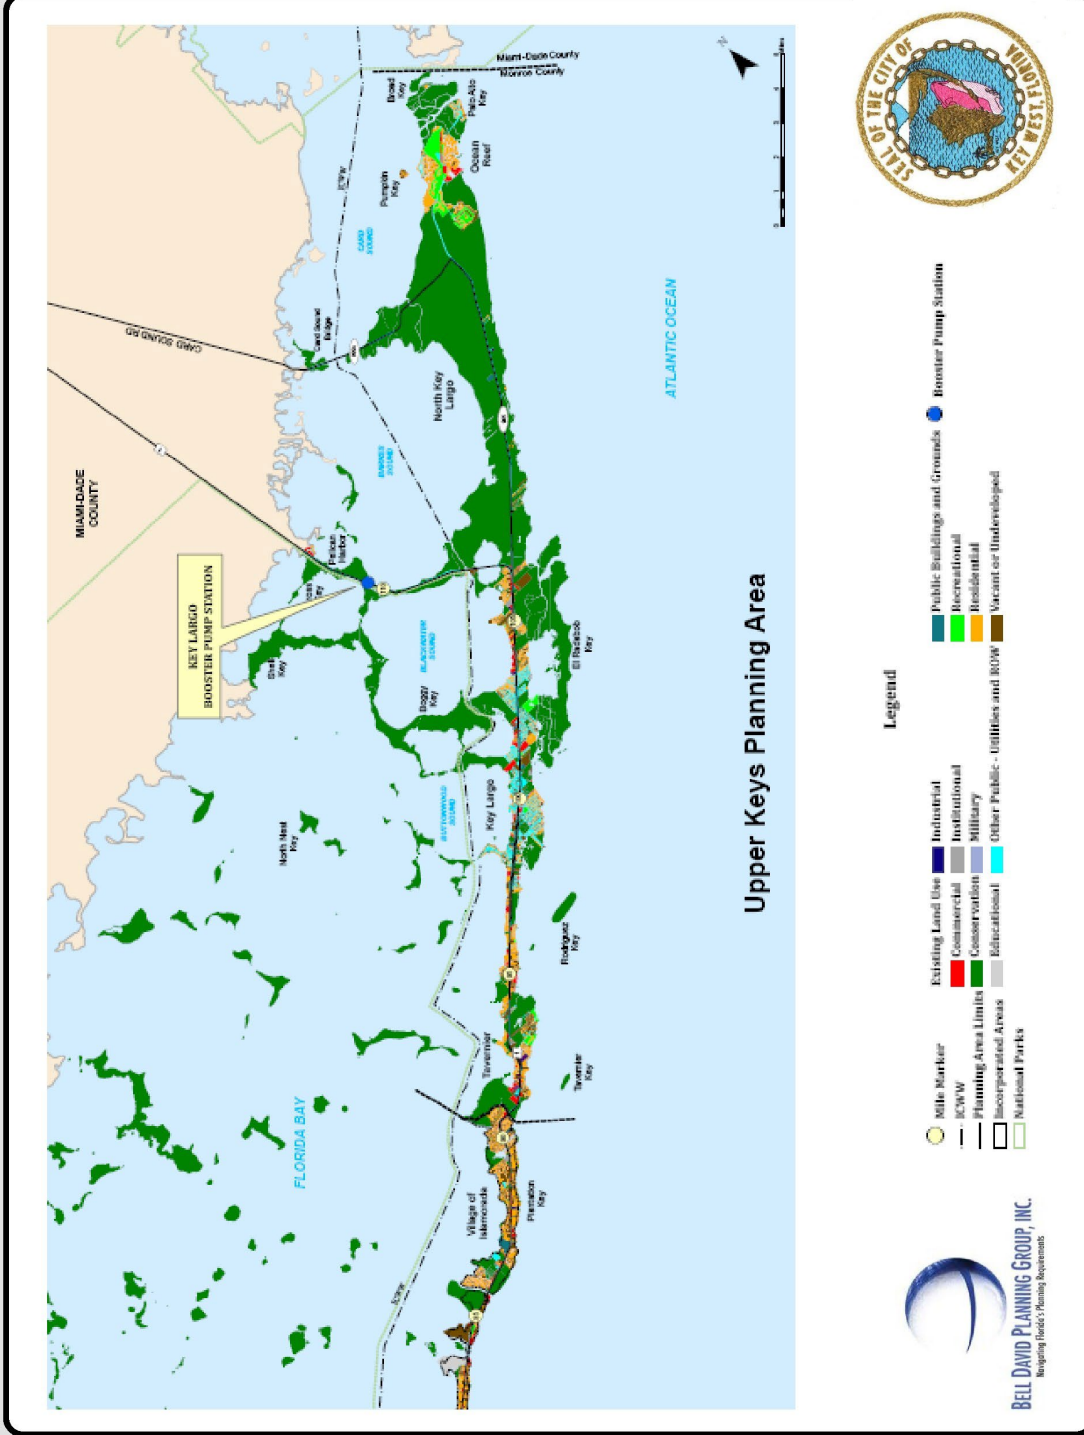 Miami-Dade County
Monroe County
Broad
Key
Palo Alto
Key
Ocean
Reef
Pumpkin
Key
ICWW
CARD
SOUND
CARD SOUND RD
Card Sound
Bridge
North Key
Largo
ATLANTIC OCEAN
BARNES
SOUND
MIAMI-DADE
COUNTY
KEY LARGO
BOOSTER PUMP STATION
Pelican
Harbor
Shell
Key
BLACKWATER
SOUND
Boggy
Key
El Radabob
Key
BUTTONWOOD
SOUND
Key Largo
North Nest
Key
Rodriguez
Key
Tavernier
Tavernier
Key
FLORIDA BAY
Village of
Islamorada
Plantation
Key
ICWW
Upper Keys Planning Area
SEAL OF THE CITY OF
KEY WEST, FLORIDA
Legend
Mile Marker
ICWW
Planning Area Limits
Incorporated Areas
National Parks
Existing Land Use
Commercial
Conservation
Educational
Industrial
Institutional
Military
Other Public - Utilities and ROW
Public Buildings and Grounds
Recreational
Residential
Vacant or Undeveloped
Booster Pump Station
BELL DAVID PLANNING GROUP, INC.
Navigating Florida's Planning Requirements